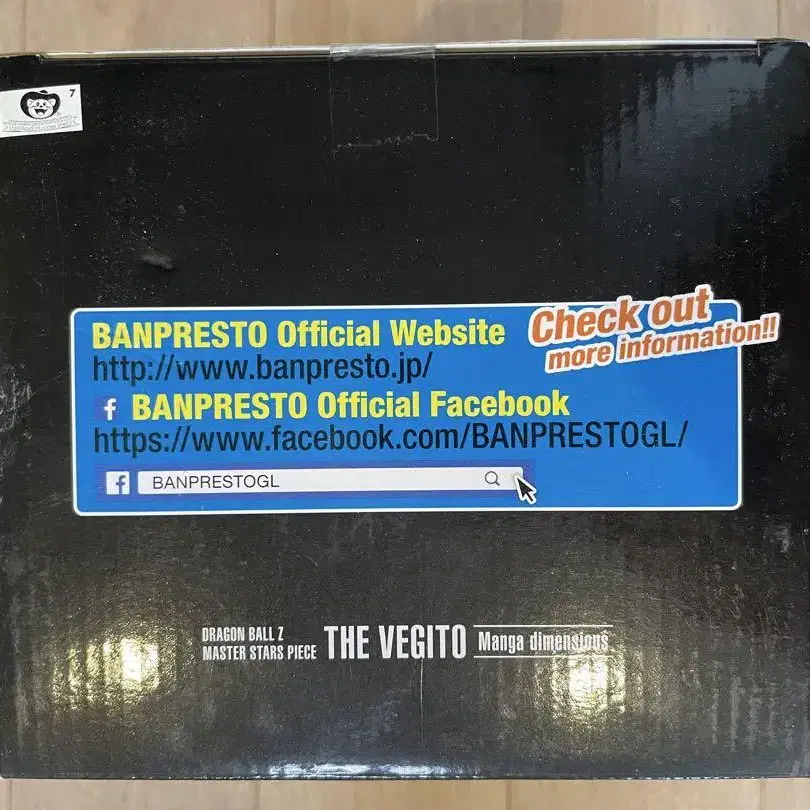 7
BANPRESTO Official Website
Check out
more information!!
http://www.banpresto.jp/
f BANPRESTO Official Facebook
https://www.facebook.com/BANPRESTOGL/
f BANPRESTOGL
DRAGON BALL Z
MASTER STARS PIECE
THE VEGITO
Manga dimensions